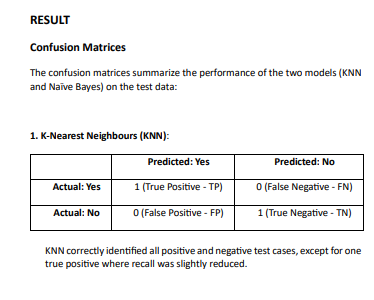 RESULT
Confusion Matrices
The confusion matrices summarize the performance of the two models (KNN
and Naïve Bayes) on the test data:
1. K-Nearest Neighbours (KNN):
Predicted: Yes Predicted: No
Actual: Yes 1 (True Positive - TP) 0 (False Negative - FN)
Actual: No 0 (False Positive - FP) 1 (True Negative - TN)
KNN correctly identified all positive and negative test cases, except for one
true positive where recall was slightly reduced.